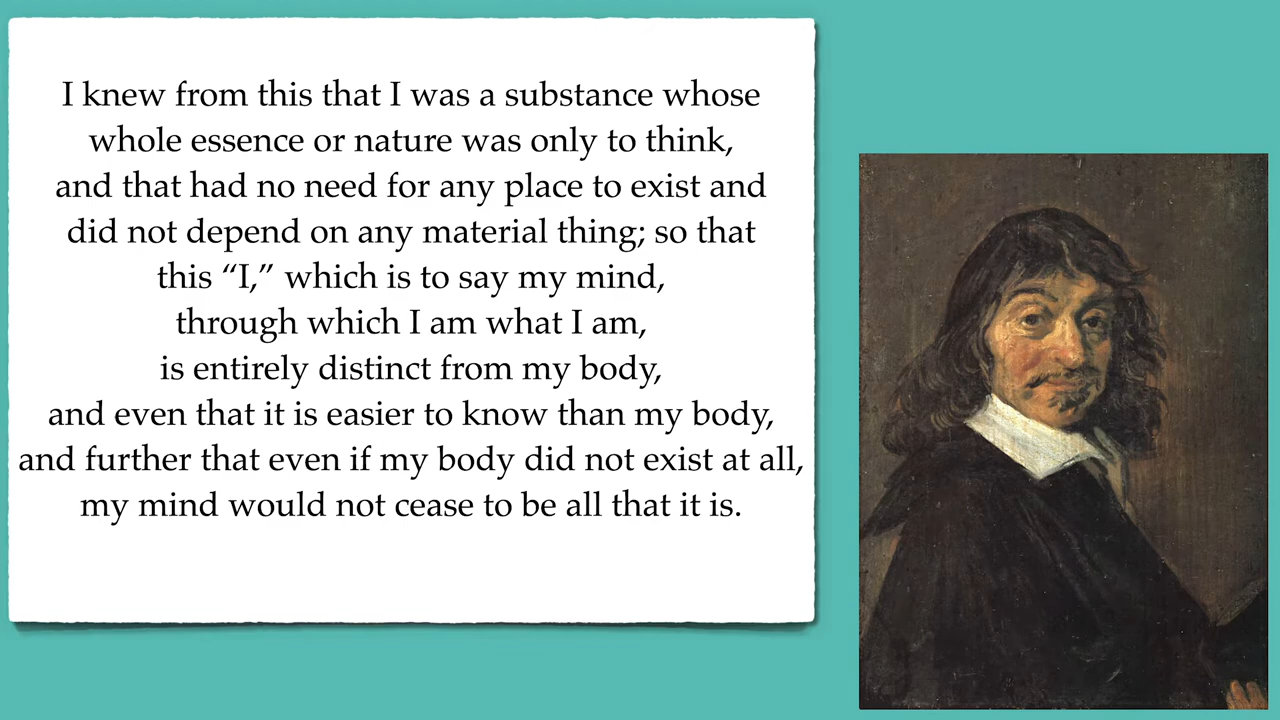 I knew from this that I was a substance whose
whole essence or nature was only to think,
and that had no need for any place to exist and
did not depend on any material thing; so that
this “I,” which is to say my mind,
through which I am what I am,
is entirely distinct from my body,
and even that it is easier to know than my body,
and further that even if my body did not exist at all,
my mind would not cease to be all that it is.